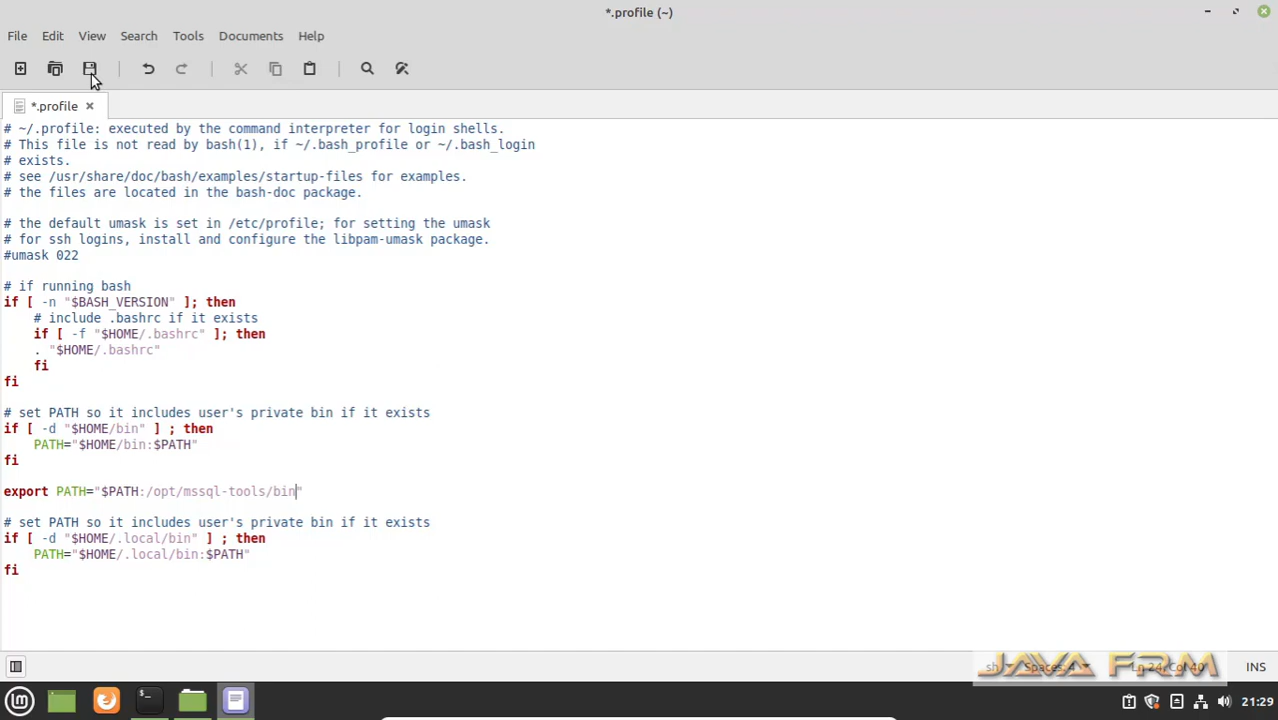 *.profile (~)
File Edit View Search Tools Documents Help
*.profile
# ~/.profile: executed by the command interpreter for login shells.
# This file is not read by bash(1), if ~/.bash_profile or ~/.bash_login
# exists.
# see /usr/share/doc/bash/examples/startup-files for examples.
# the files are located in the bash-doc package.
# the default umask is set in /etc/profile; for setting the umask
# for ssh logins, install and configure the libpam-umask package.
#umask 022
# if running bash
if [ -n "$BASH_VERSION" ]; then
# include .bashrc if it exists
if [ -f "$HOME/.bashrc" ]; then
. "$HOME/.bashrc"
fi
fi
# set PATH so it includes user's private bin if it exists
if [ -d "$HOME/bin" ] ; then
PATH="$HOME/bin:$PATH"
fi
export PATH="$PATH:/opt/mssql-tools/bin"
# set PATH so it includes user's private bin if it exists
if [ -d "$HOME/.local/bin" ] ; then
PATH="$HOME/.local/bin:$PATH"
fi
sh Spaces: 4 Ln 24, Col 40 INS
JAVA FRM
21:29